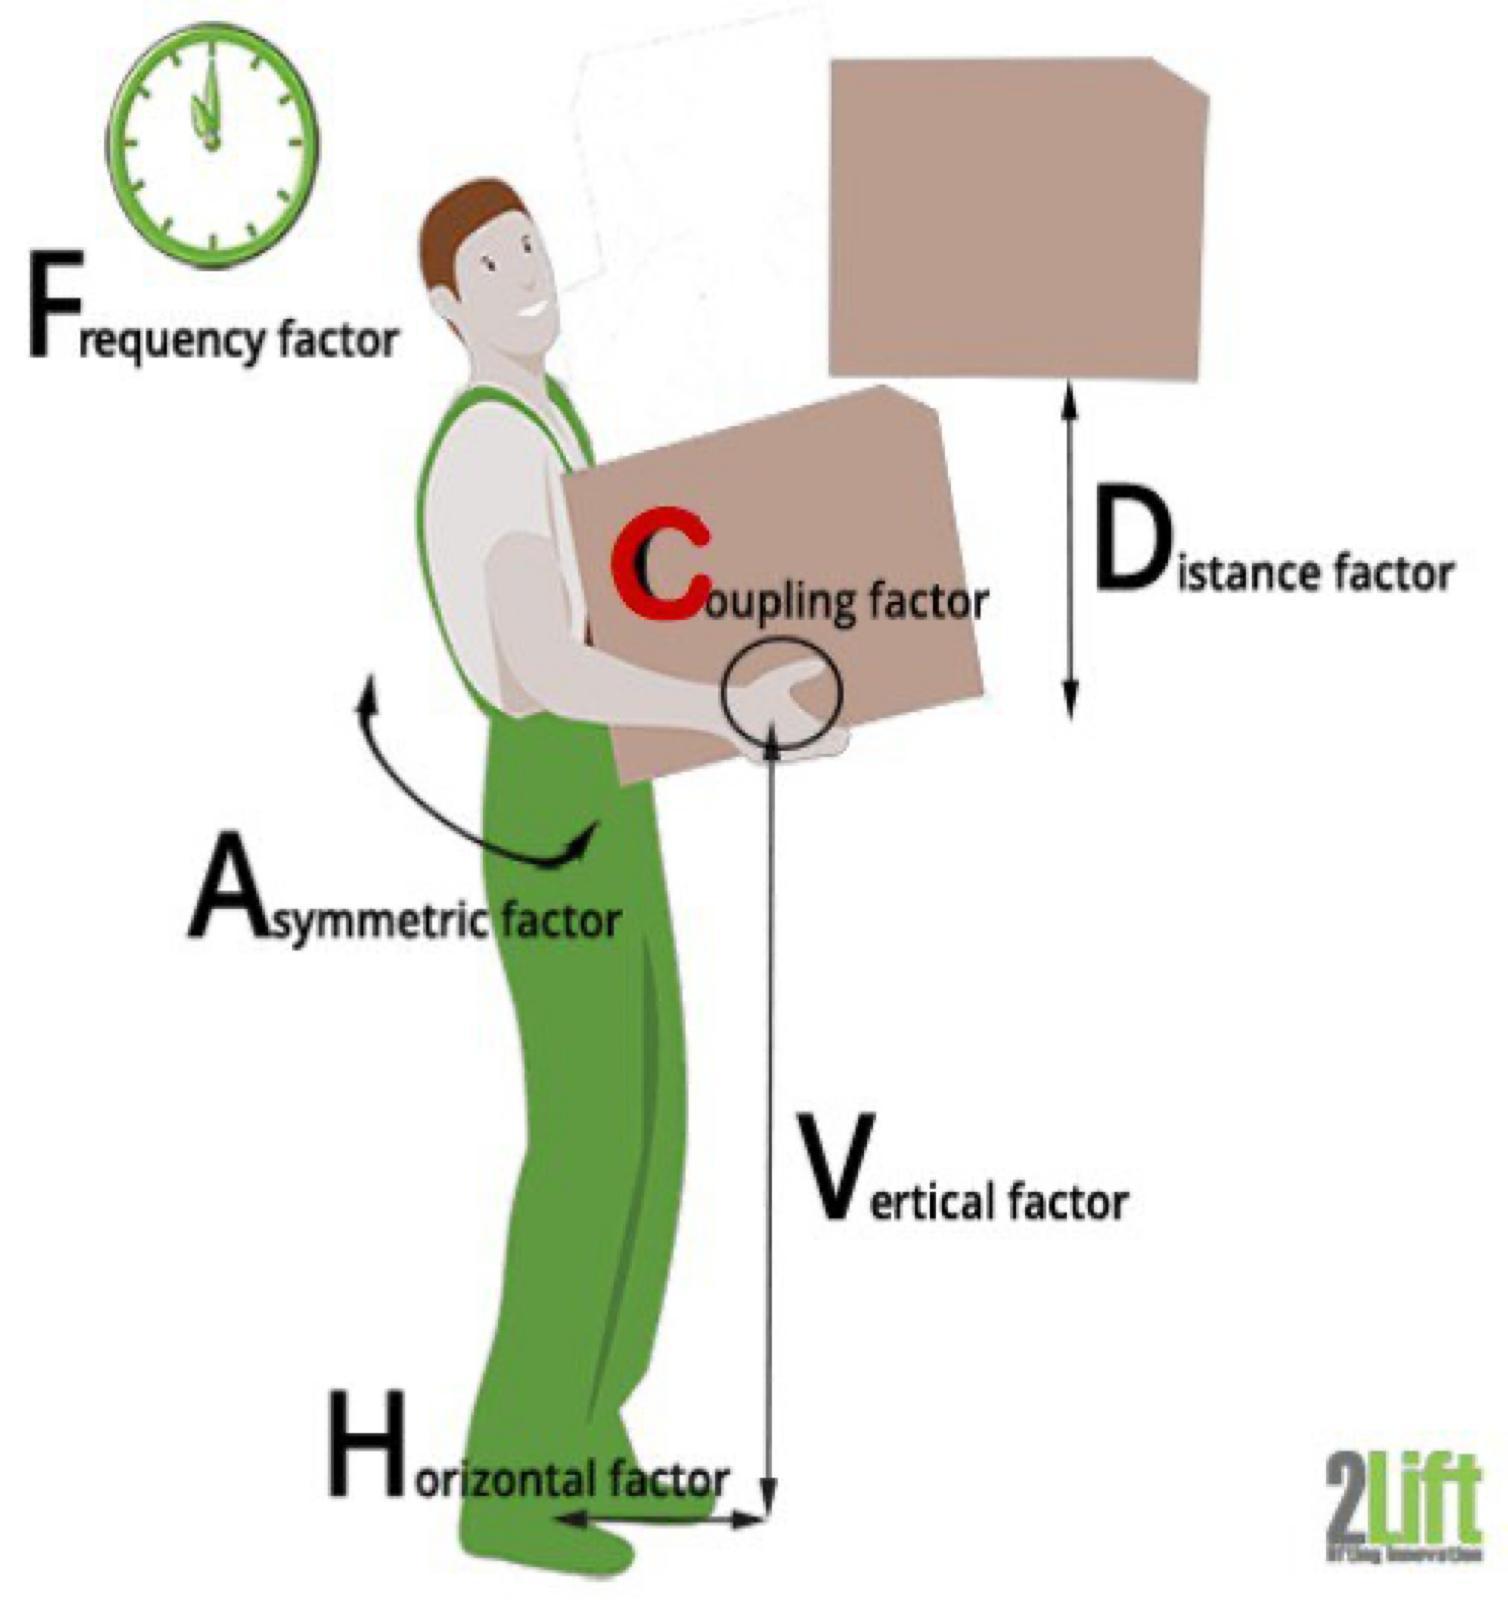 Frequency factor
Coupling factor
Distance factor
Asymmetric factor
Vertical factor
Horizontal factor
2Lift
lifting innovation